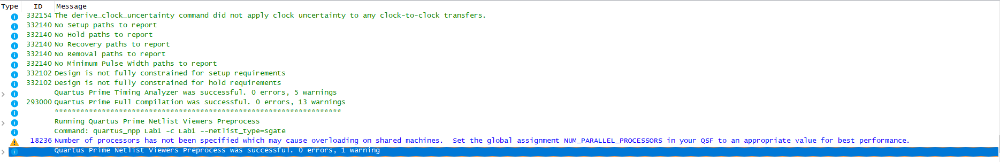 Type ID Message
332154 The derive_clock_uncertainty command did not apply clock uncertainty to any clock-to-clock transfers.
332140 No Setup paths to report
332140 No Hold paths to report
332140 No Recovery paths to report
332140 No Removal paths to report
332140 No Minimum Pulse Width paths to report
332102 Design is not fully constrained for setup requirements
332102 Design is not fully constrained for hold requirements
Quartus Prime Timing Analyzer was successful. 0 errors, 5 warnings
293000 Quartus Prime Full Compilation was successful. 0 errors, 13 warnings
*******************************************************************
Running Quartus Prime Netlist Viewers Preprocess
Command: quartus_npp Lab1 -c Lab1 --netlist_type=sgate
18236 Number of processors has not been specified which may cause overloading on shared machines.  Set the global assignment NUM_PARALLEL_PROCESSORS in your QSF to an appropriate value for best performance.
Quartus Prime Netlist Viewers Preprocess was successful. 0 errors, 1 warning